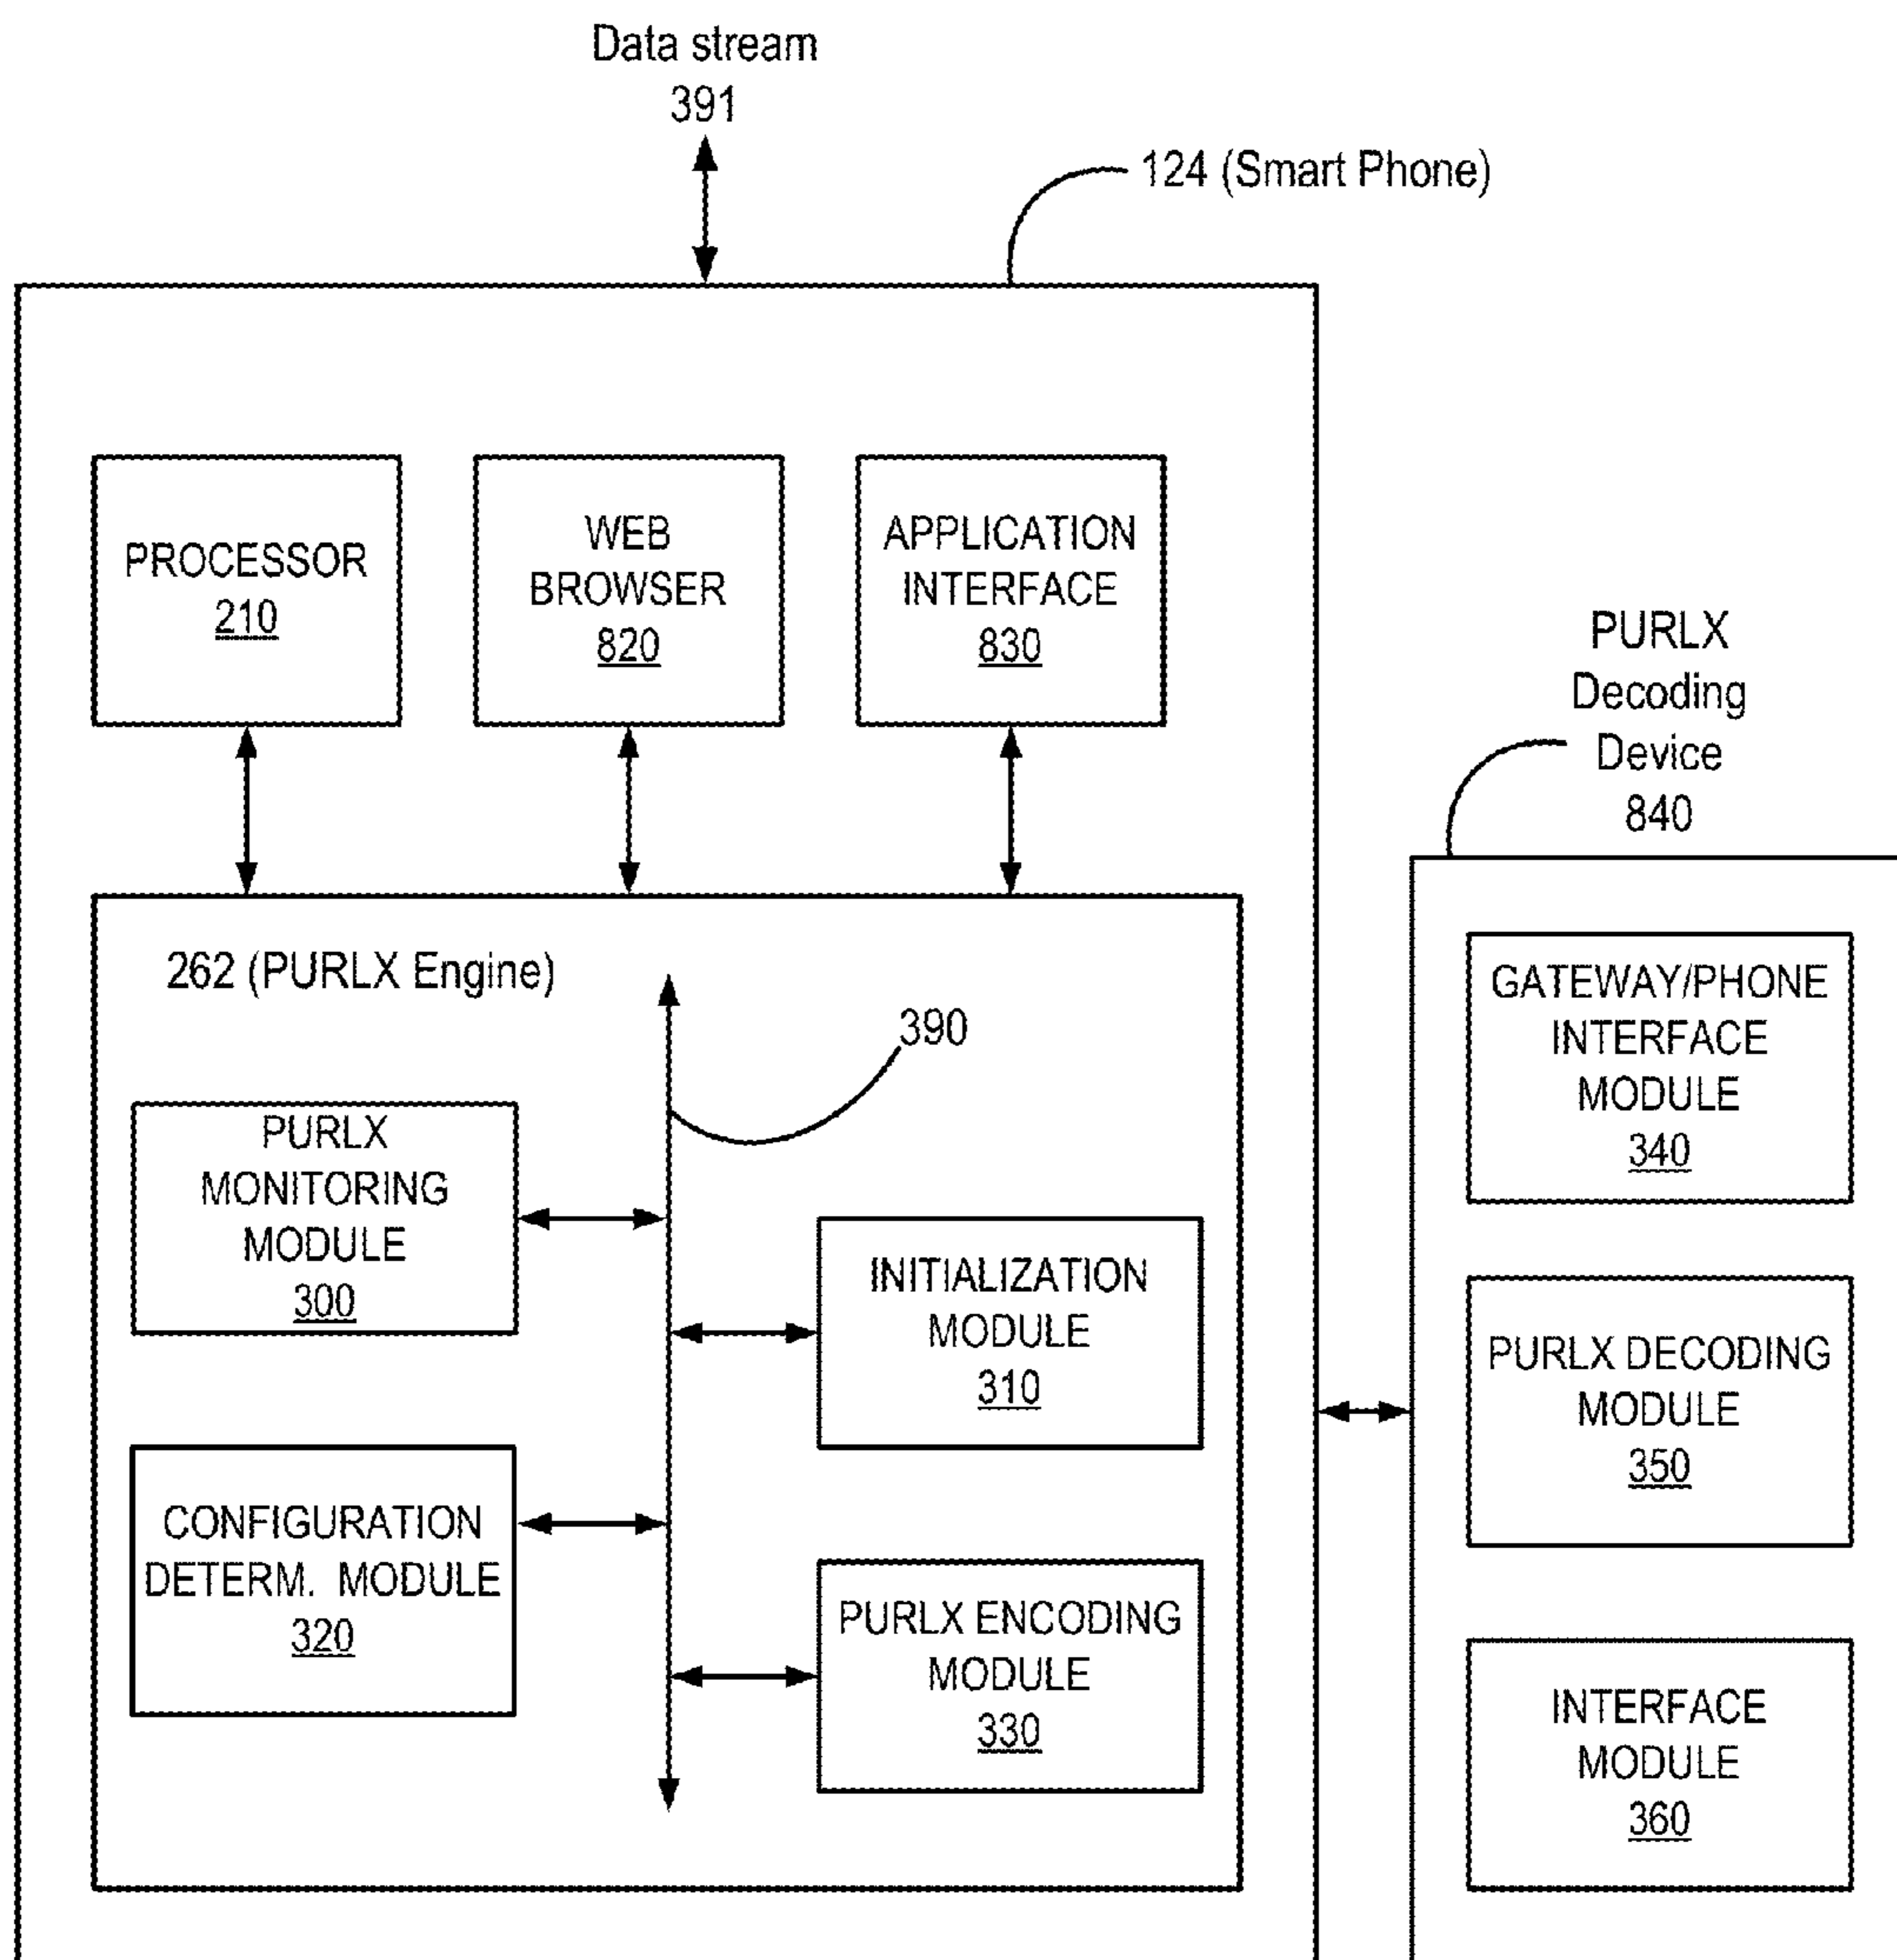 Data stream
391
124 (Smart Phone)
PROCESSOR
210
WEB
BROWSER
820
APPLICATION
INTERFACE
830
PURLX
Decoding
Device
840
262 (PURLX Engine)
390
PURLX
MONITORING
MODULE
300
INITIALIZATION
MODULE
310
CONFIGURATION
DETERM. MODULE
320
PURLX ENCODING
MODULE
330
GATEWAY/PHONE
INTERFACE
MODULE
340
PURLX DECODING
MODULE
350
INTERFACE
MODULE
360